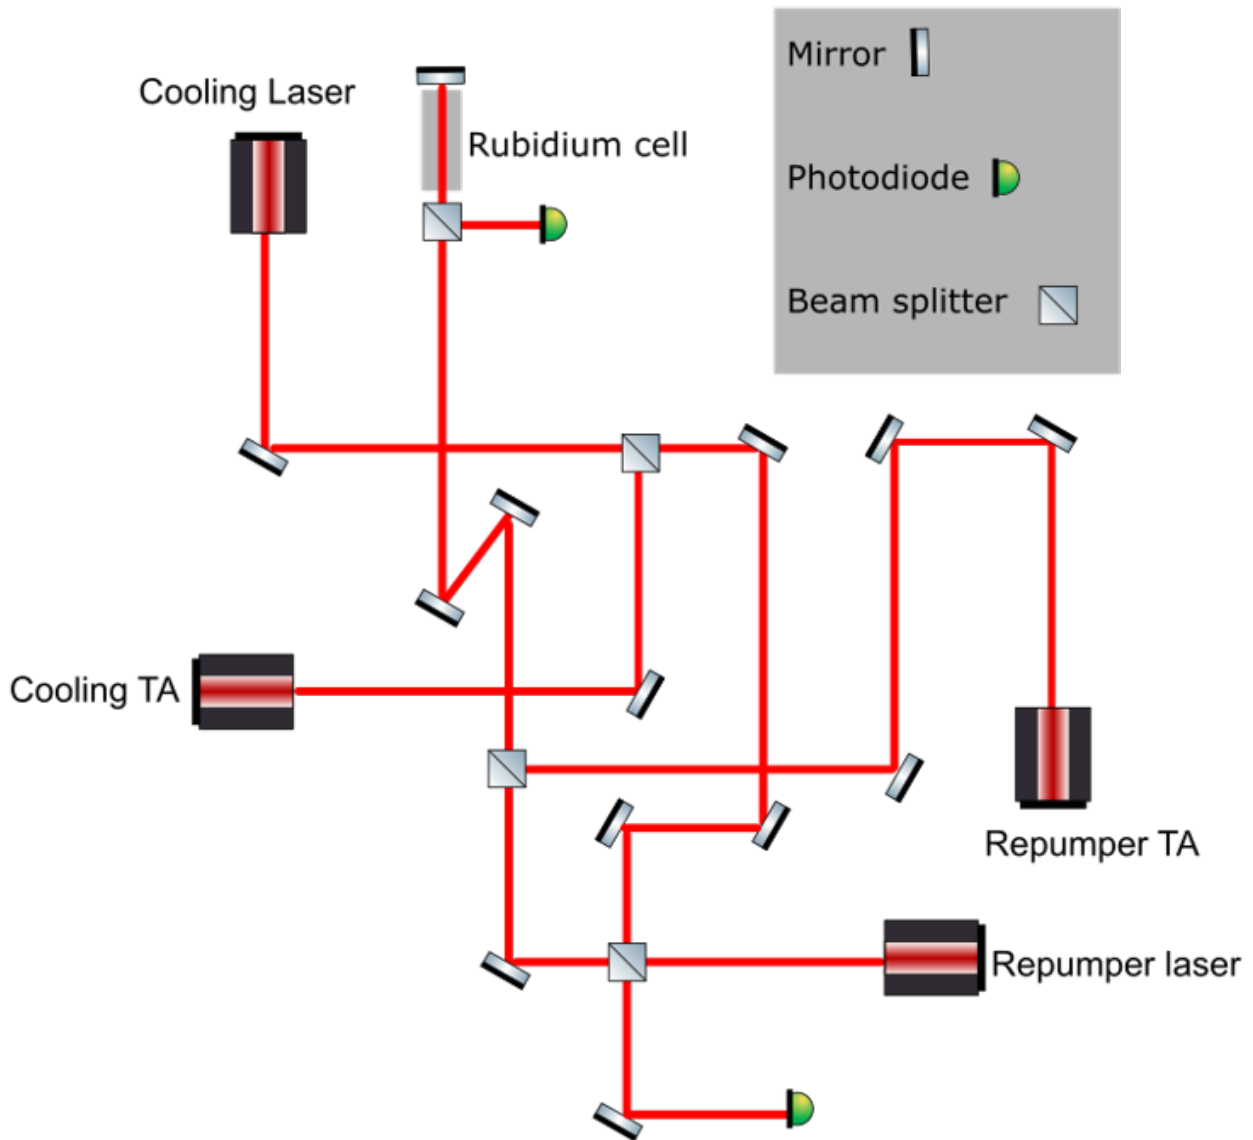 Mirror
Cooling Laser
Rubidium cell
Photodiode
Beam splitter
Cooling TA
Repumper TA
Repumper laser